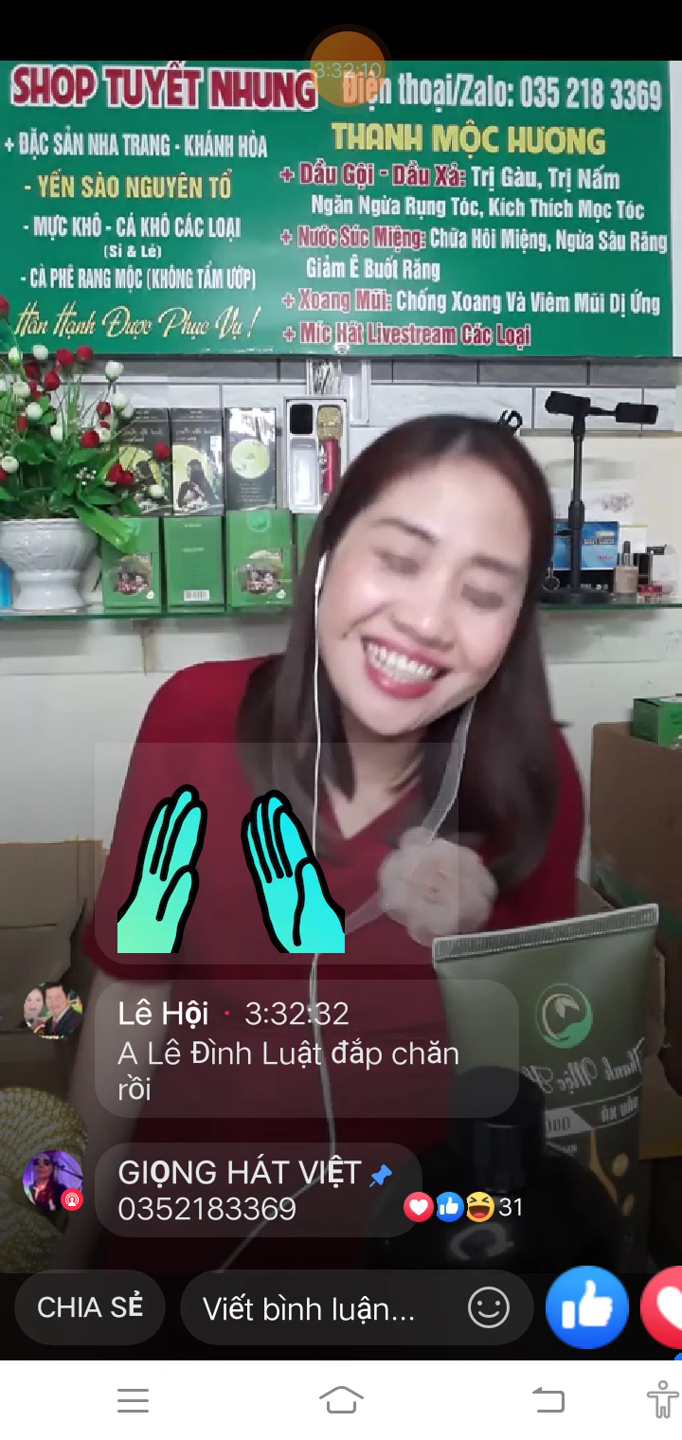 3:32:10
SHOP TUYẾT NHUNG
Điện thoại/Zalo: 035 218 3369
+ ĐẶC SẢN NHA TRANG - KHÁNH HÒA
- YẾN SÀO NGUYÊN TỔ
- MỰC KHÔ - CÁ KHÔ CÁC LOẠI
(Sỉ & Lẻ)
- CÀ PHÊ RANG MỘC (KHÔNG TẨM ƯỚP)
Hân Hạnh Được Phục Vụ !
THANH MỘC HƯƠNG
+ Dầu Gội - Dầu Xả: Trị Gàu, Trị Nấm
Ngăn Ngừa Rụng Tóc, Kích Thích Mọc Tóc
+ Nước Súc Miệng: Chữa Hôi Miệng, Ngừa Sâu Răng
Giảm Ê Buốt Răng
+ Xoang Mũi: Chống Xoang Và Viêm Mũi Dị Ứng
+ Mic Hát Livestream Các Loại
Thanh Mộc
DẦU XẢ
Lê Hội · 3:32:32
A Lê Đình Luật đắp chăn
rồi
GIỌNG HÁT VIỆT
0352183369
31
CHIA SẺ
Viết bình luận...